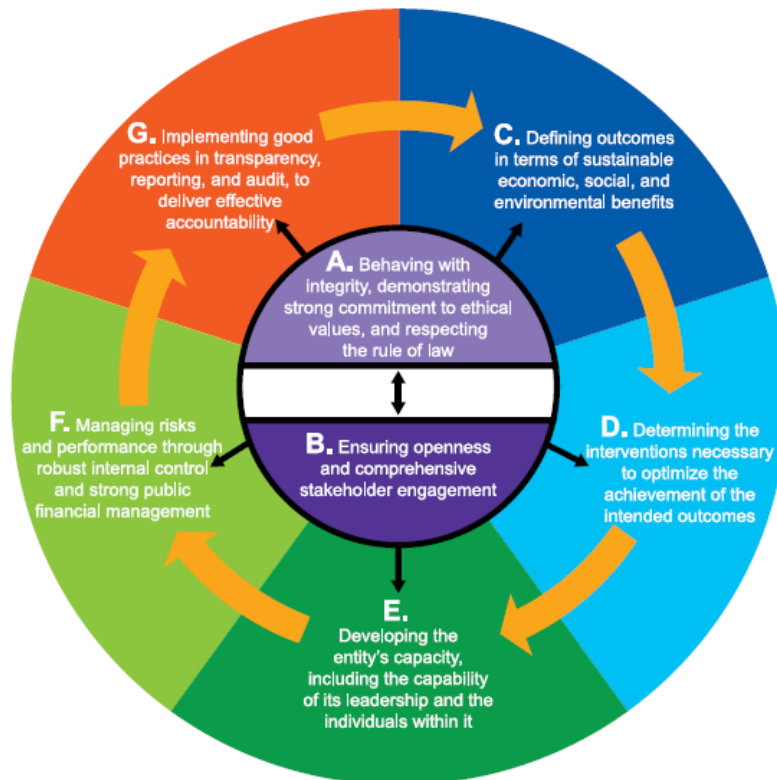 A. Behaving with
integrity, demonstrating
strong commitment to ethical
values, and respecting
the rule of law
B. Ensuring openness
and comprehensive
stakeholder engagement
C. Defining outcomes
in terms of sustainable
economic, social, and
environmental benefits
D. Determining the
interventions necessary
to optimize the
achievement of the
intended outcomes
E.
Developing the
entity's capacity,
including the capability
of its leadership and the
individuals within it
F. Managing risks
and performance through
robust internal control
and strong public
financial management
G. Implementing good
practices in transparency,
reporting, and audit, to
deliver effective
accountability